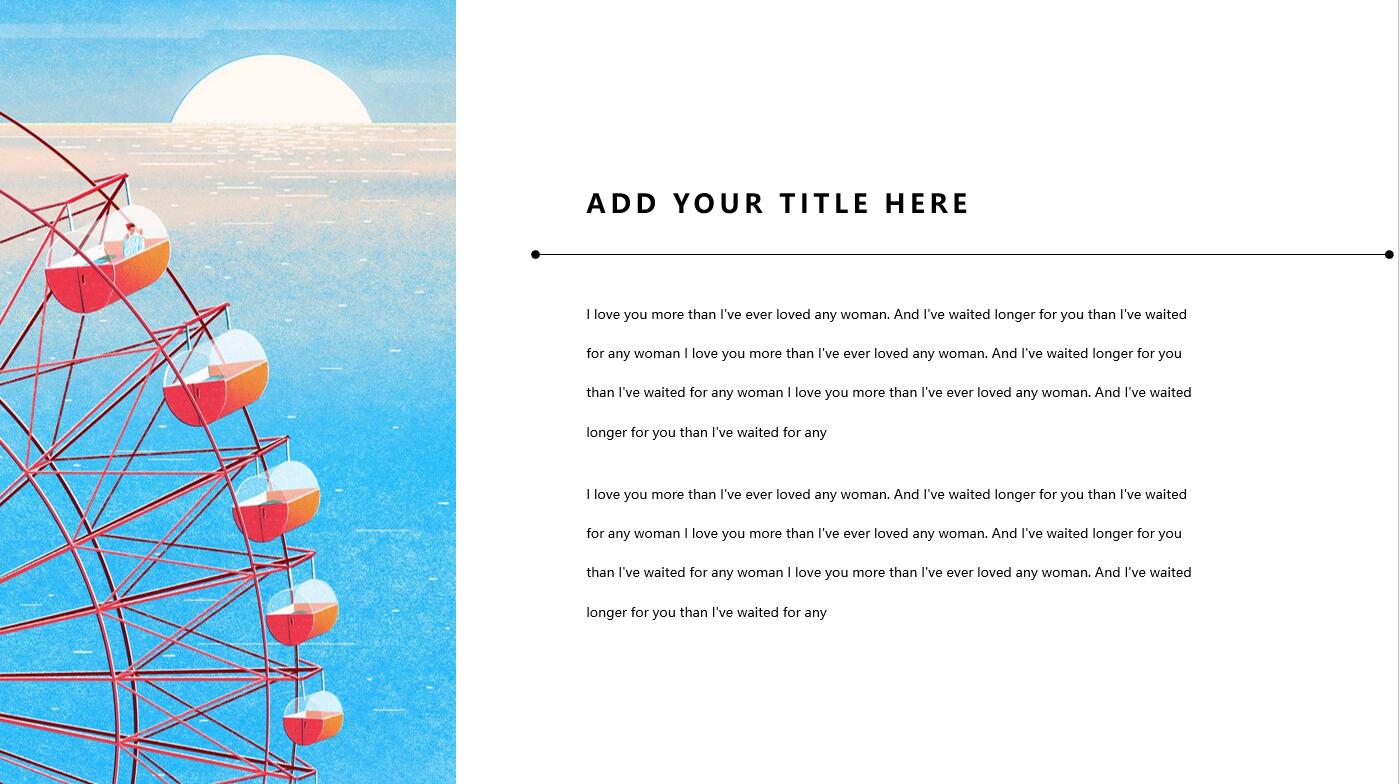 ADD YOUR TITLE HERE
I love you more than I've ever loved any woman. And I've waited longer for you than I've waited
for any woman I love you more than I've ever loved any woman. And I've waited longer for you
than I've waited for any woman I love you more than I've ever loved any woman. And I've waited
longer for you than I've waited for any
I love you more than I've ever loved any woman. And I've waited longer for you than I've waited
for any woman I love you more than I've ever loved any woman. And I've waited longer for you
than I've waited for any woman I love you more than I've ever loved any woman. And I've waited
longer for you than I've waited for any